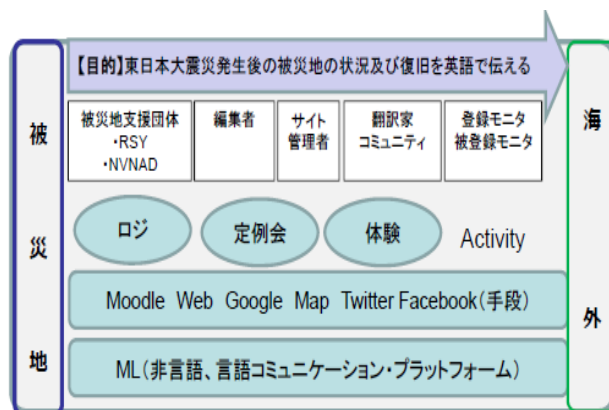 【目的】東日本大震災発生後の被災地の状況及び復旧を英語で伝える
被災地
被災地支援団体
・RSY
・NVNAD
編集者
サイト
管理者
翻訳家
コミュニティ
登録モニタ
被登録モニタ
海外
ロジ
定例会
体験
Activity
Moodle Web Google Map Twitter Facebook(手段)
ML(非言語、言語コミュニケーション・プラットフォーム)